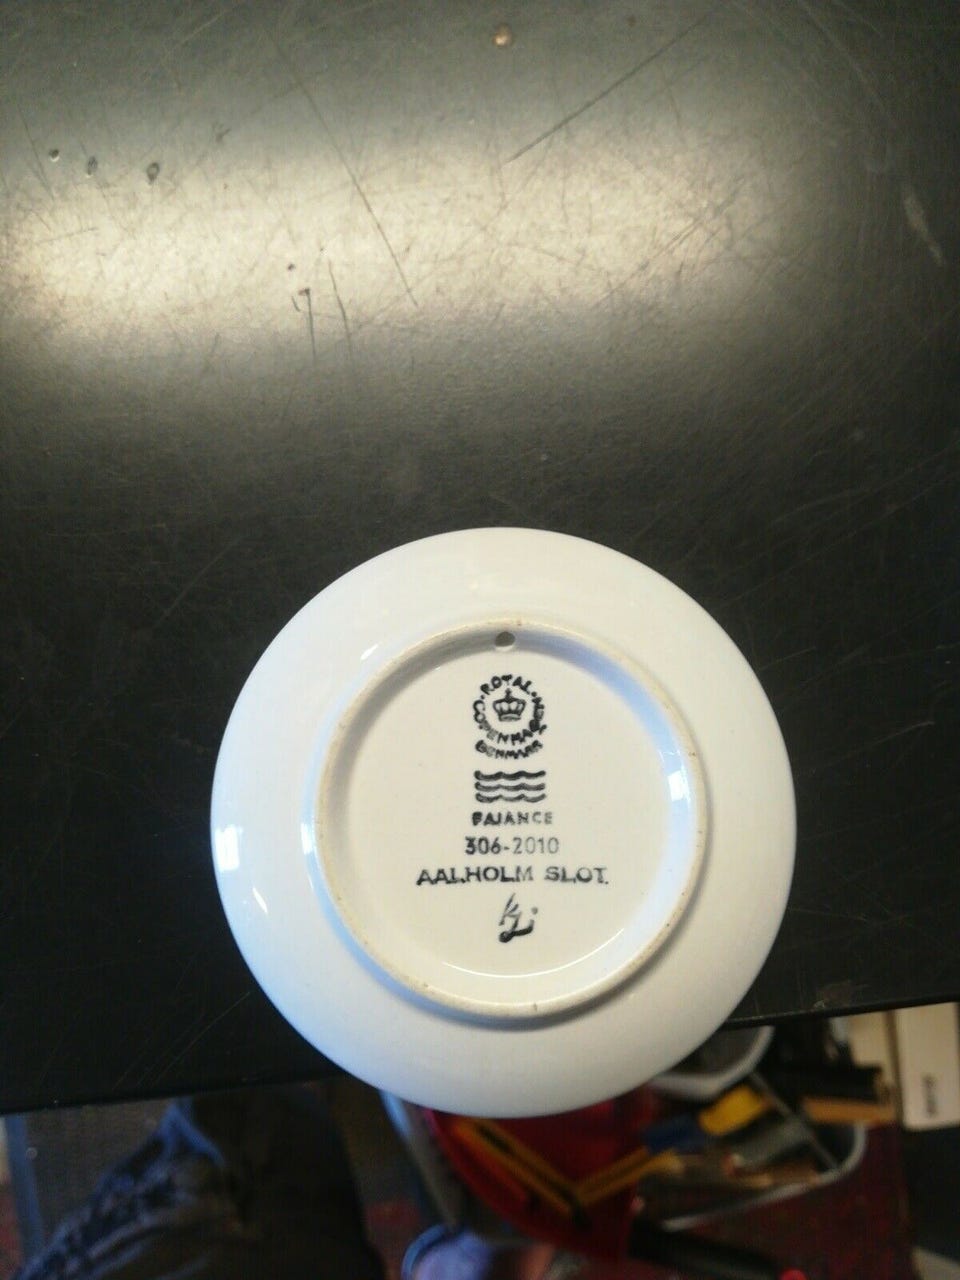 ROYAL
COPENHAGEN
DENMARK
FAJANCE
306-2010
AALHOLM SLOT.